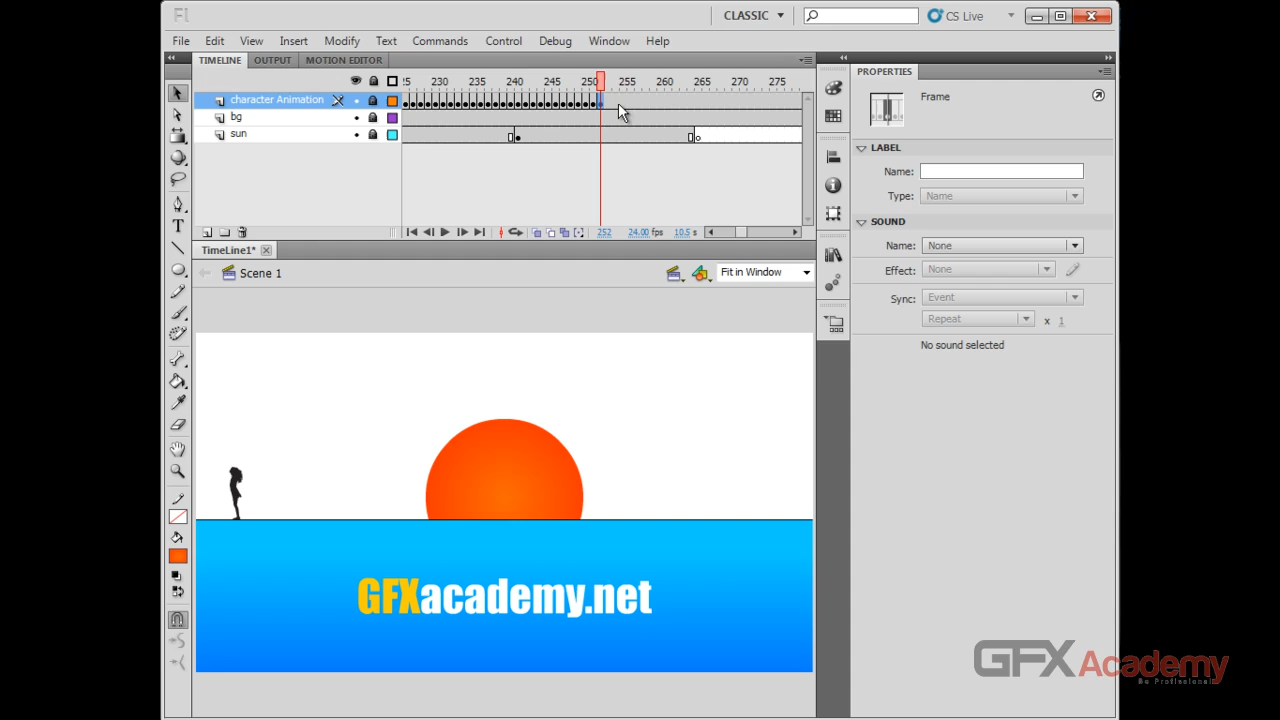 Fl
CLASSIC
CS Live
File Edit View Insert Modify Text Commands Control Debug Window Help
TIMELINE OUTPUT MOTION EDITOR
PROPERTIES
230 235 240 245 250 255 260 265 270 275
character Animation
bg
sun
Frame
LABEL
Name:
Type: Name
SOUND
Name: None
Effect: None
Sync: Event
Repeat x 1
No sound selected
252 24.00 fps 10.5 s
TimeLine1*
Scene 1
Fit in Window
GFXacademy.net
GFX Academy
Be Proffisional